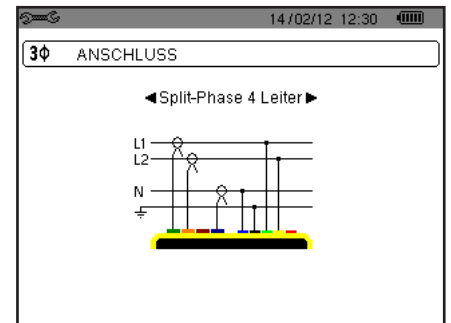 14/02/12 12:30
3Φ ANSCHLUSS
◄Split-Phase 4 Leiter►
L1
L2
N